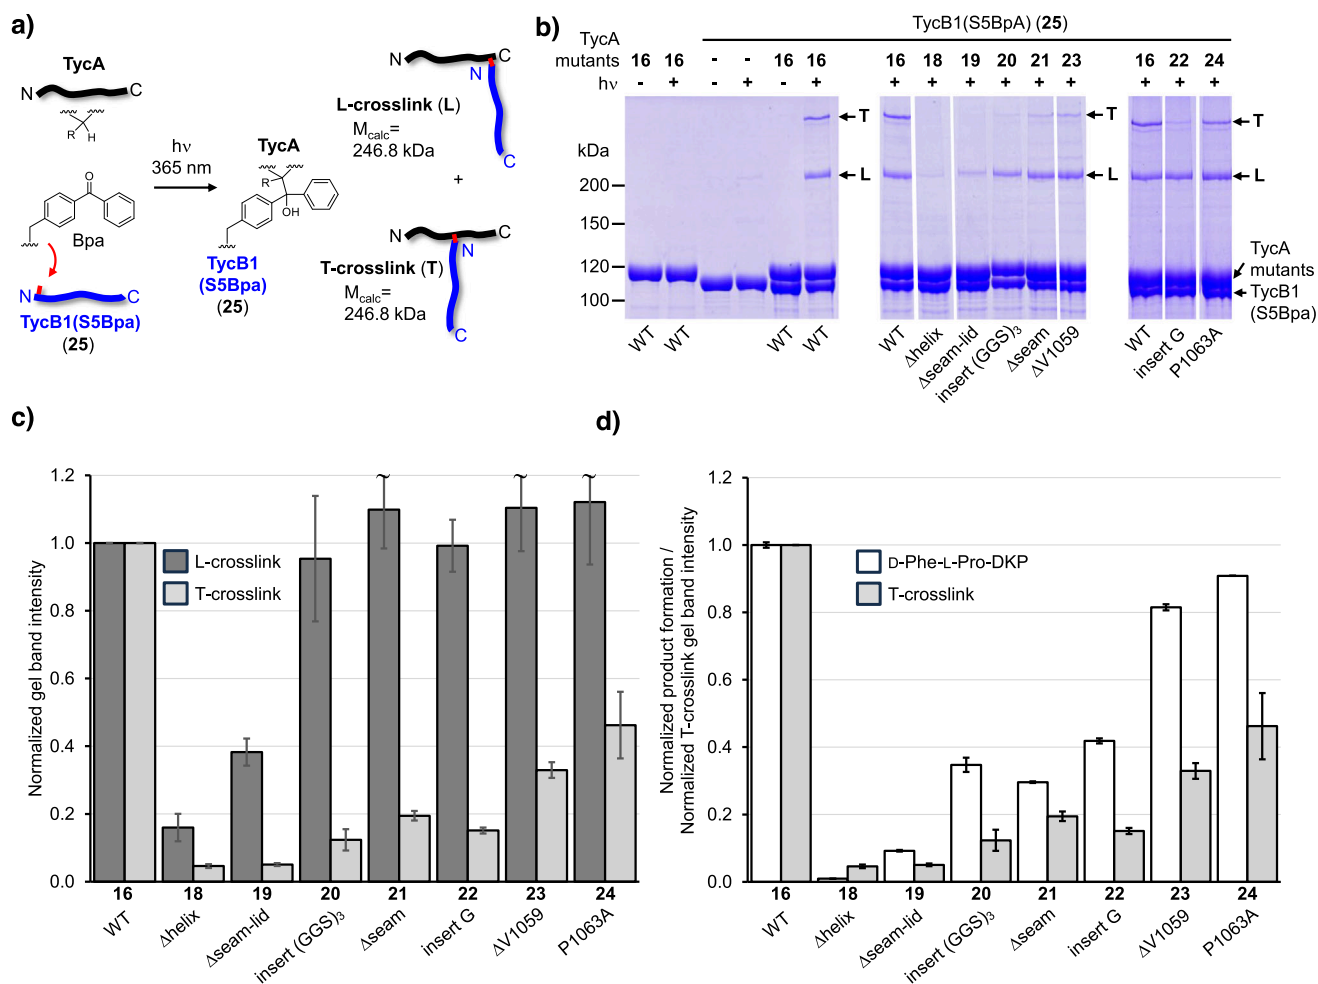 a)
TycA
N
C
R
H
O
Bpa
N
C
TycB1(S5Bpa)
(25)
hν
365 nm
TycA
R
OH
TycB1
(S5Bpa)
(25)
N
C
N
L-crosslink (L)
Mcalc=
246.8 kDa
C
+
N
C
N
T-crosslink (T)
Mcalc=
246.8 kDa
C
b)
TycB1(S5BpA) (25)
TycA
mutants 16 16 - - 16 16 16 18 19 20 21 23 16 22 24
hν - + - + - + + + + + + + + + +
kDa
200
150
120
100
T
L
T
L
T
L
TycA
mutants
TycB1
(S5Bpa)
WT WT WT WT WT Δhelix Δseam-lid insert (GGS)3 Δseam ΔV1059 WT insert G P1063A
c)
Normalized gel band intensity
1.2
1.0
0.8
0.6
0.4
0.2
0.0
~ ~ ~
L-crosslink
T-crosslink
16 18 19 20 21 22 23 24
WT Δhelix Δseam-lid insert (GGS)3 Δseam insert G ΔV1059 P1063A
d)
Normalized product formation /
Normalized T-crosslink gel band intensity
1.2
1.0
0.8
0.6
0.4
0.2
0.0
D-Phe-L-Pro-DKP
T-crosslink
16 18 19 20 21 22 23 24
WT Δhelix Δseam-lid insert (GGS)3 Δseam insert G ΔV1059 P1063A